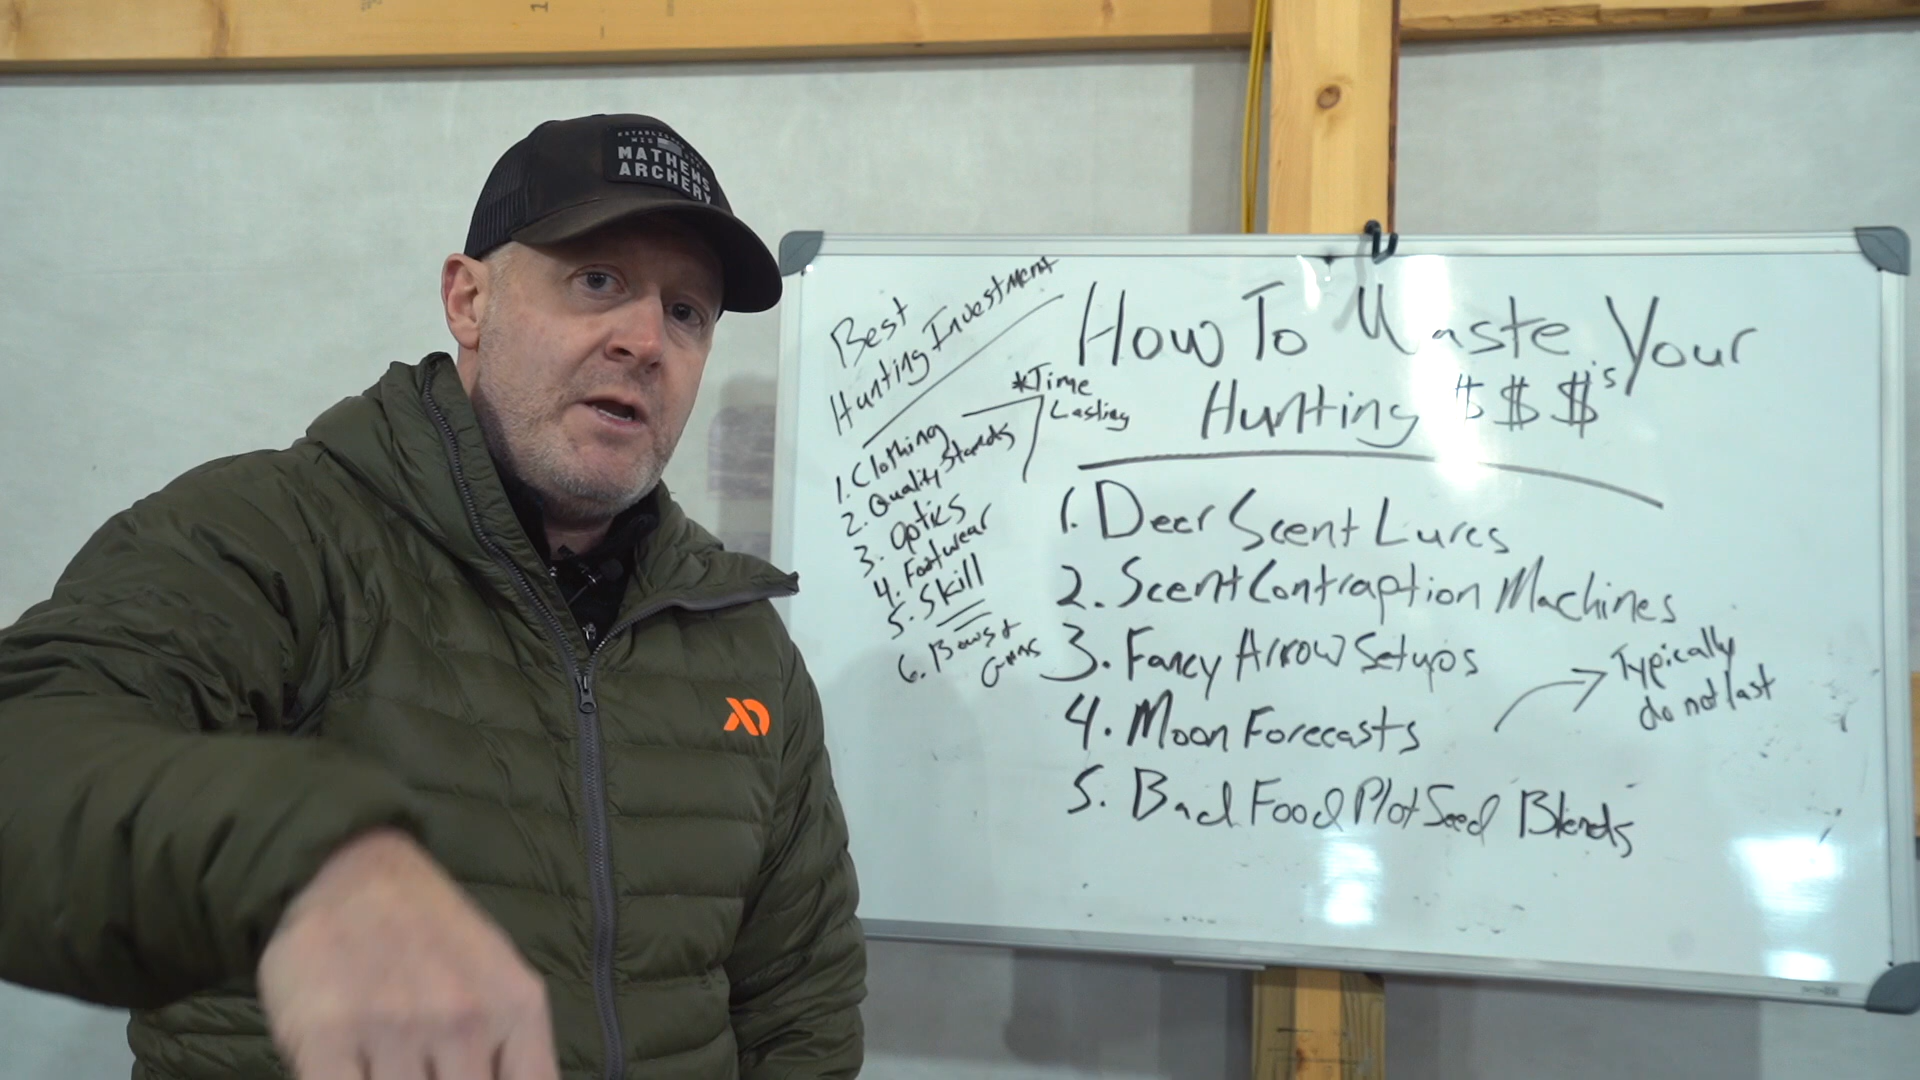 MATHEWS
ARCHERY
Best
Hunting Investment
*Time
Lasting
1. Clothing
2. Quality Stands
3. Optics
4. Footwear
5. Skill
6. Bows +
Guns
How To Waste Your
Hunting $$$'s
1. Deer Scent Lures
2. Scent Contraption Machines
3. Fancy Arrow Setups
4. Moon Forecasts
5. Bad Food Plot Seed Blends
Typically
do not last